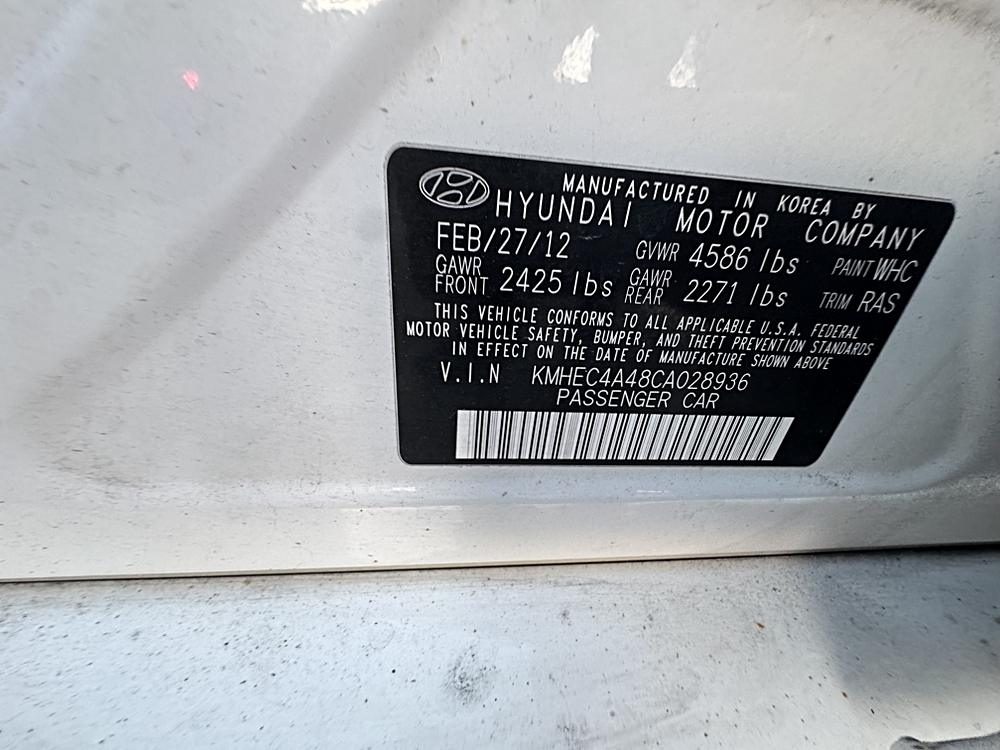 MANUFACTURED IN KOREA BY
HYUNDAI MOTOR COMPANY
FEB/27/12 GVWR 4586 lbs PAINT WHC
GAWR FRONT 2425 lbs GAWR REAR 2271 lbs TRIM RAS
THIS VEHICLE CONFORMS TO ALL APPLICABLE U.S.A. FEDERAL
MOTOR VEHICLE SAFETY, BUMPER, AND THEFT PREVENTION STANDARDS
IN EFFECT ON THE DATE OF MANUFACTURE SHOWN ABOVE
V.I.N KMHEC4A48CA028936
PASSENGER CAR